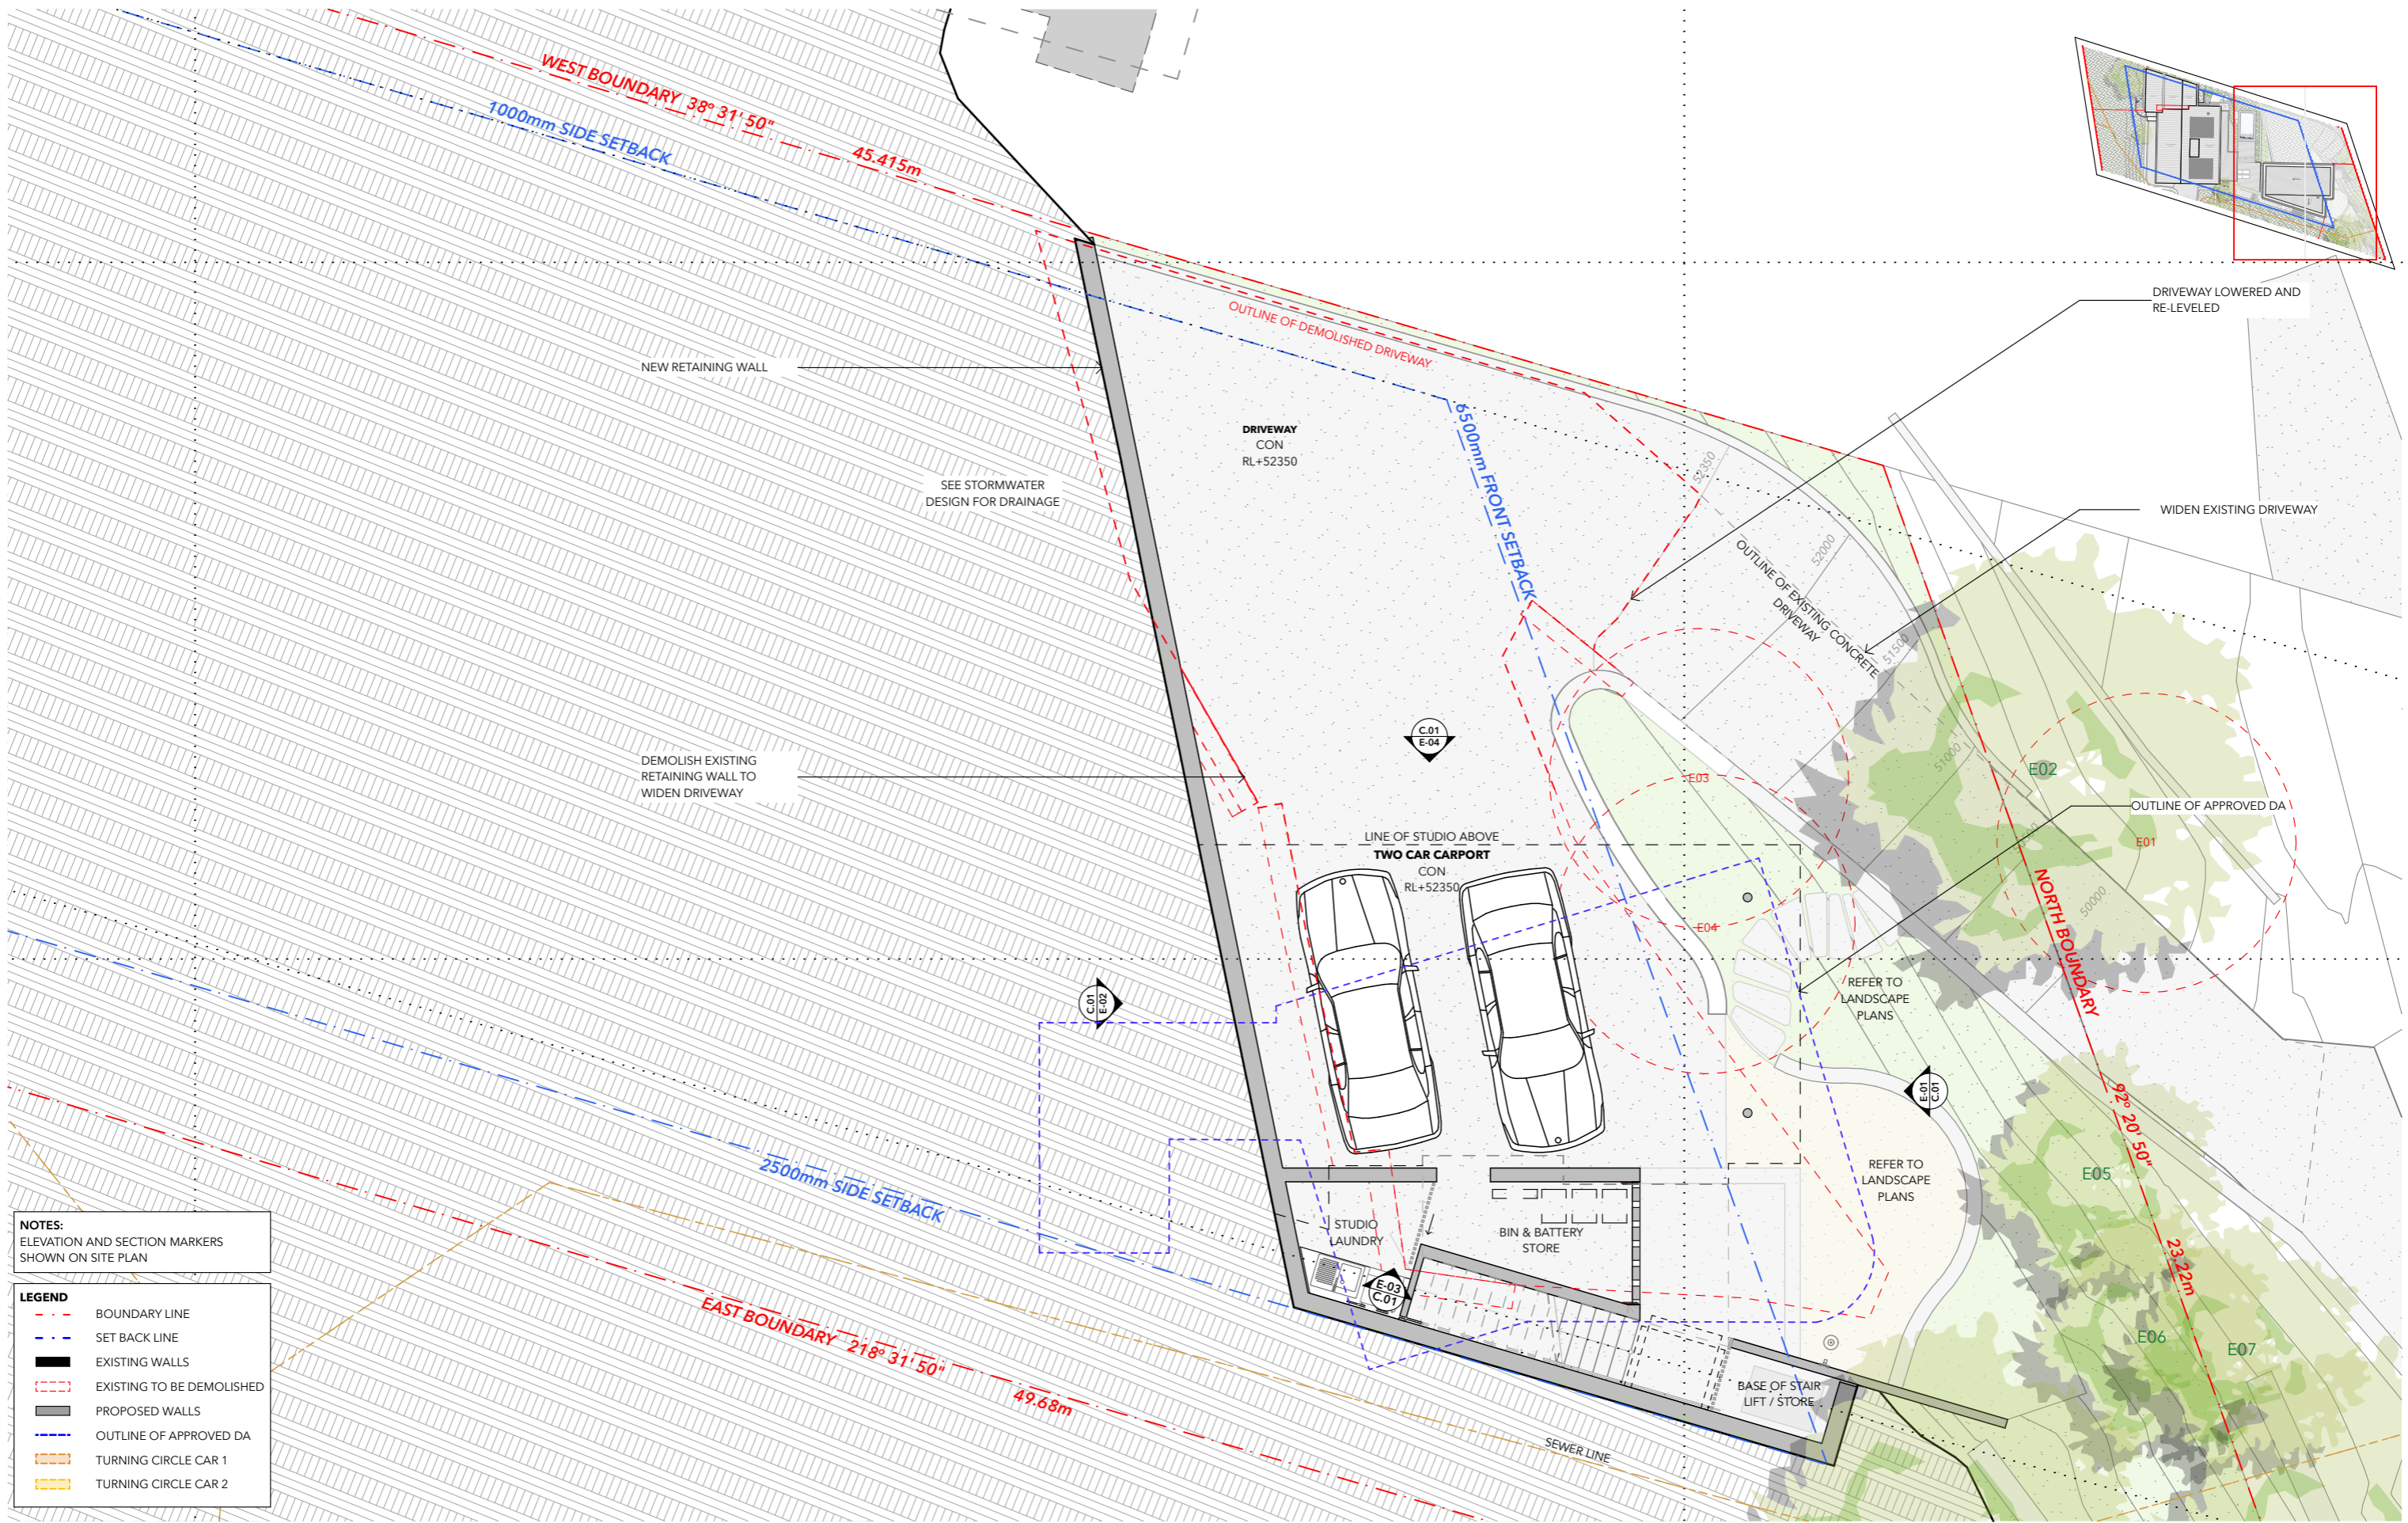 WEST BOUNDARY 38° 31' 50"
45.415m
1000mm SIDE SETBACK
OUTLINE OF DEMOLISHED DRIVEWAY
DRIVEWAY LOWERED AND
RE-LEVELED
NEW RETAINING WALL
DRIVEWAY
CON
RL+52350
6500mm FRONT SETBACK
52350
SEE STORMWATER
DESIGN FOR DRAINAGE
WIDEN EXISTING DRIVEWAY
52000
OUTLINE OF EXISTING CONCRETE
DRIVEWAY
51500
C.01
E-04
51000
E03
E02
DEMOLISH EXISTING
RETAINING WALL TO
WIDEN DRIVEWAY
OUTLINE OF APPROVED DA
LINE OF STUDIO ABOVE
TWO CAR CARPORT
CON
RL+52350
E01
E04
50000
NORTH BOUNDARY
92° 20' 50"
23.22m
C.01
E-02
REFER TO
LANDSCAPE
PLANS
E-01
C.01
2500mm SIDE SETBACK
REFER TO
LANDSCAPE
PLANS
E05
STUDIO
LAUNDRY
BIN & BATTERY
STORE
E-03
C.01
EAST BOUNDARY 218° 31' 50"
49.68m
E06
E07
BASE OF STAIR
LIFT / STORE
SEWER LINE
NOTES:
ELEVATION AND SECTION MARKERS
SHOWN ON SITE PLAN
LEGEND
BOUNDARY LINE
SET BACK LINE
EXISTING WALLS
EXISTING TO BE DEMOLISHED
PROPOSED WALLS
OUTLINE OF APPROVED DA
TURNING CIRCLE CAR 1
TURNING CIRCLE CAR 2